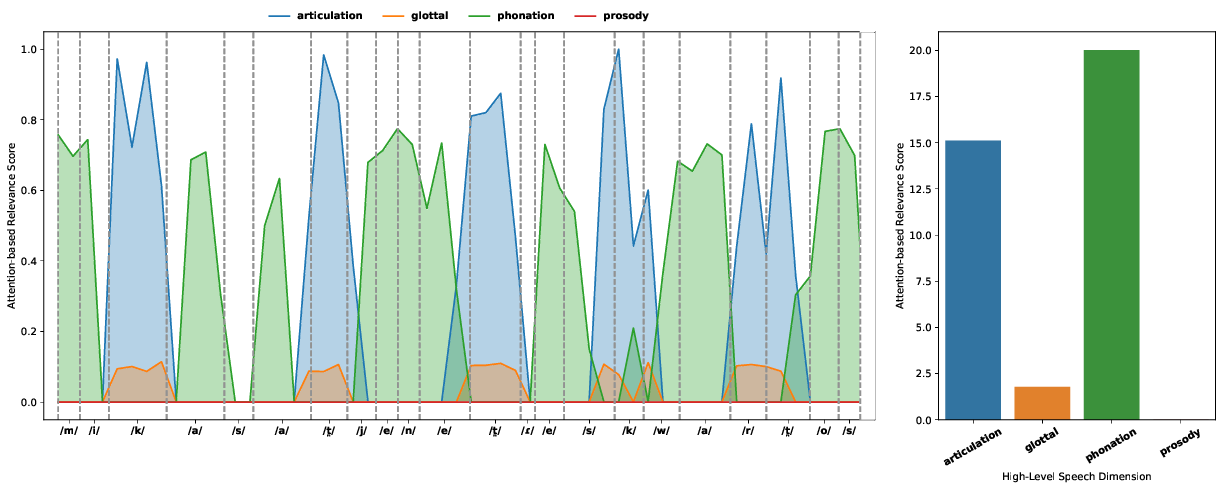 articulation glottal phonation prosody
Attention-based Relevance Score
1.0
0.8
0.6
0.4
0.2
0.0
/m/ /i/ /k/ /a/ /s/ /a/ /t̪/ /j/ /e/ /n/ /e/ /t̪/ /ɾ/ /e/ /s/ /k/ /w/ /a/ /r/ /t̪/ /o/ /s/
Attention-based Relevance Score
20.0
17.5
15.0
12.5
10.0
7.5
5.0
2.5
0.0
articulation glottal phonation prosody
High-Level Speech Dimension